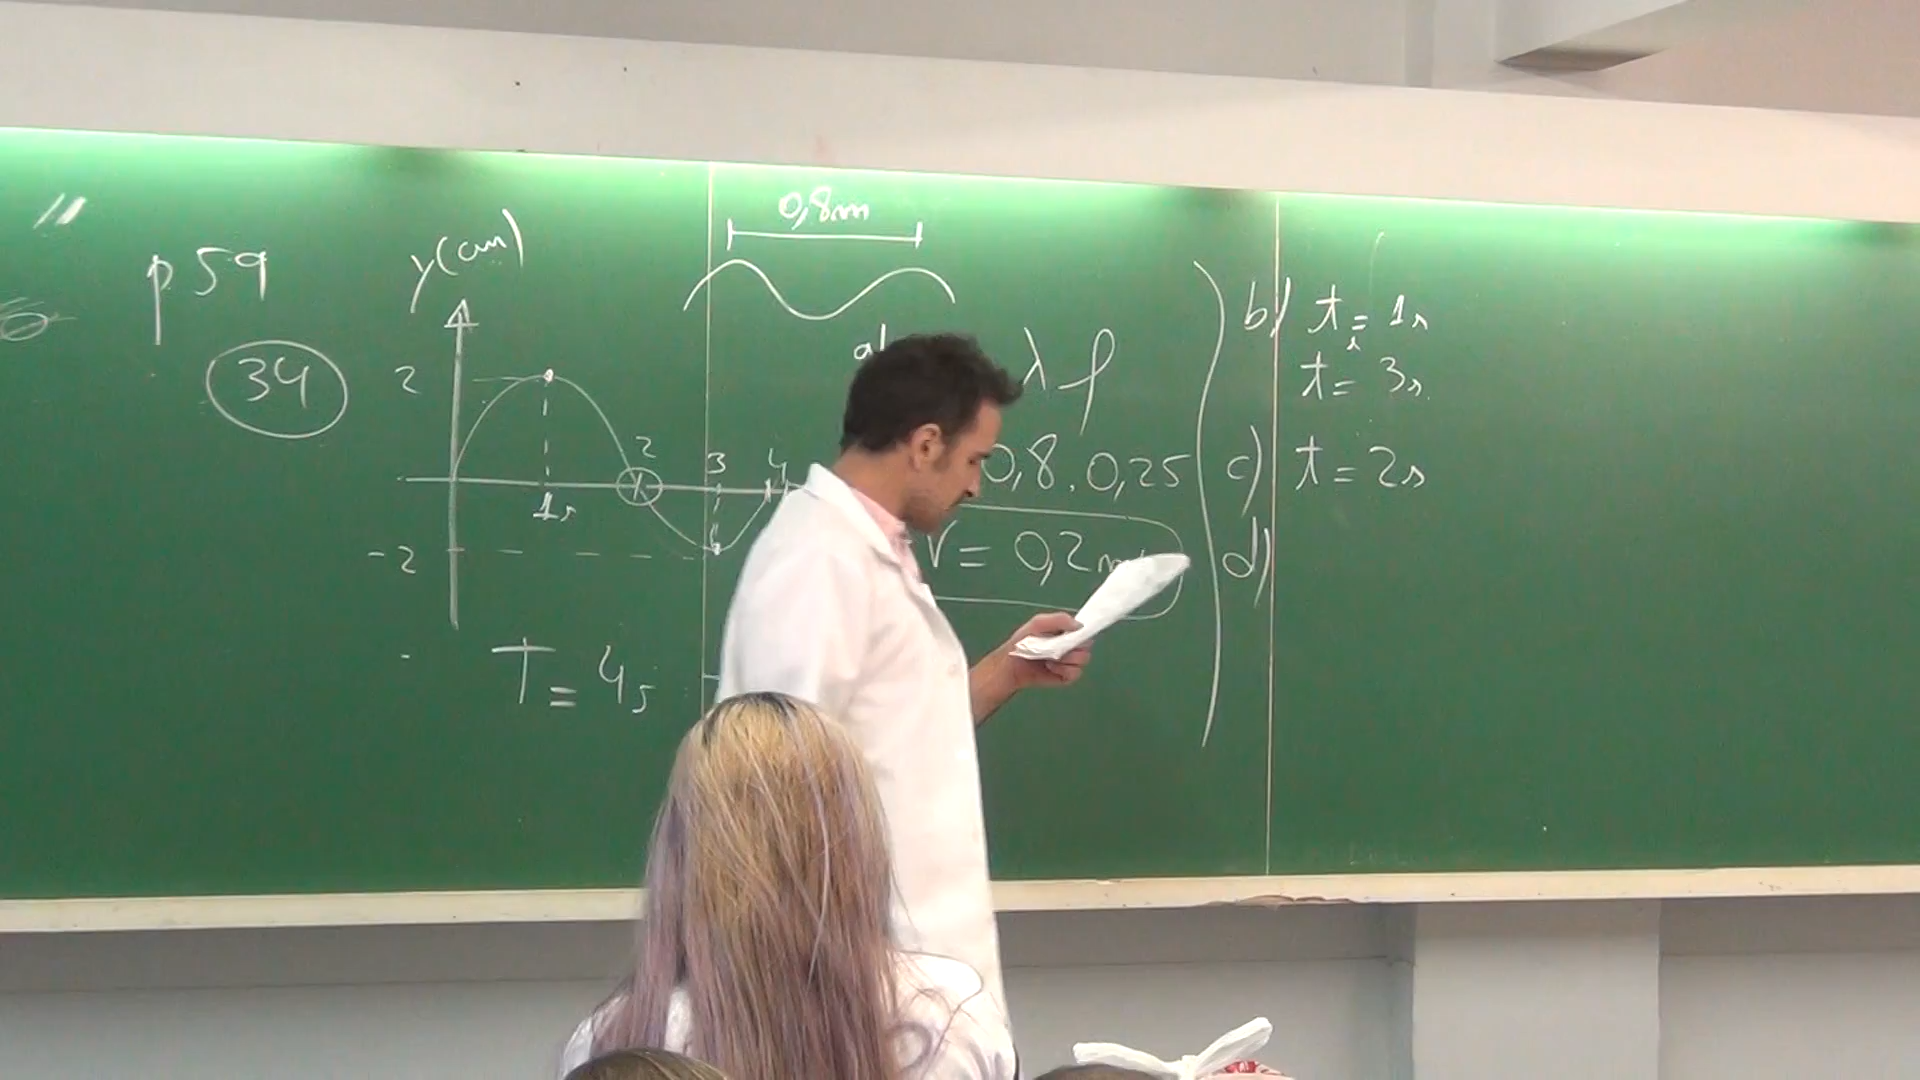 p 59
34
y(cm)
2
-2
1s
2
3
4
T = 4s
0,8m
a)
λ f
0,8 . 0,25
V = 0,2 m
b) t = 1s
t = 3s
c) t = 2s
d)